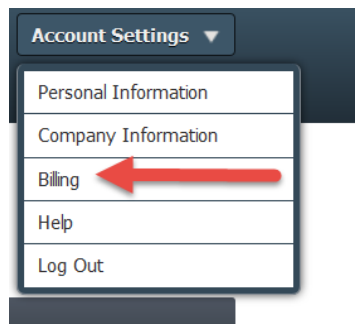 Account Settings
Personal Information
Company Information
Billing
Help
Log Out